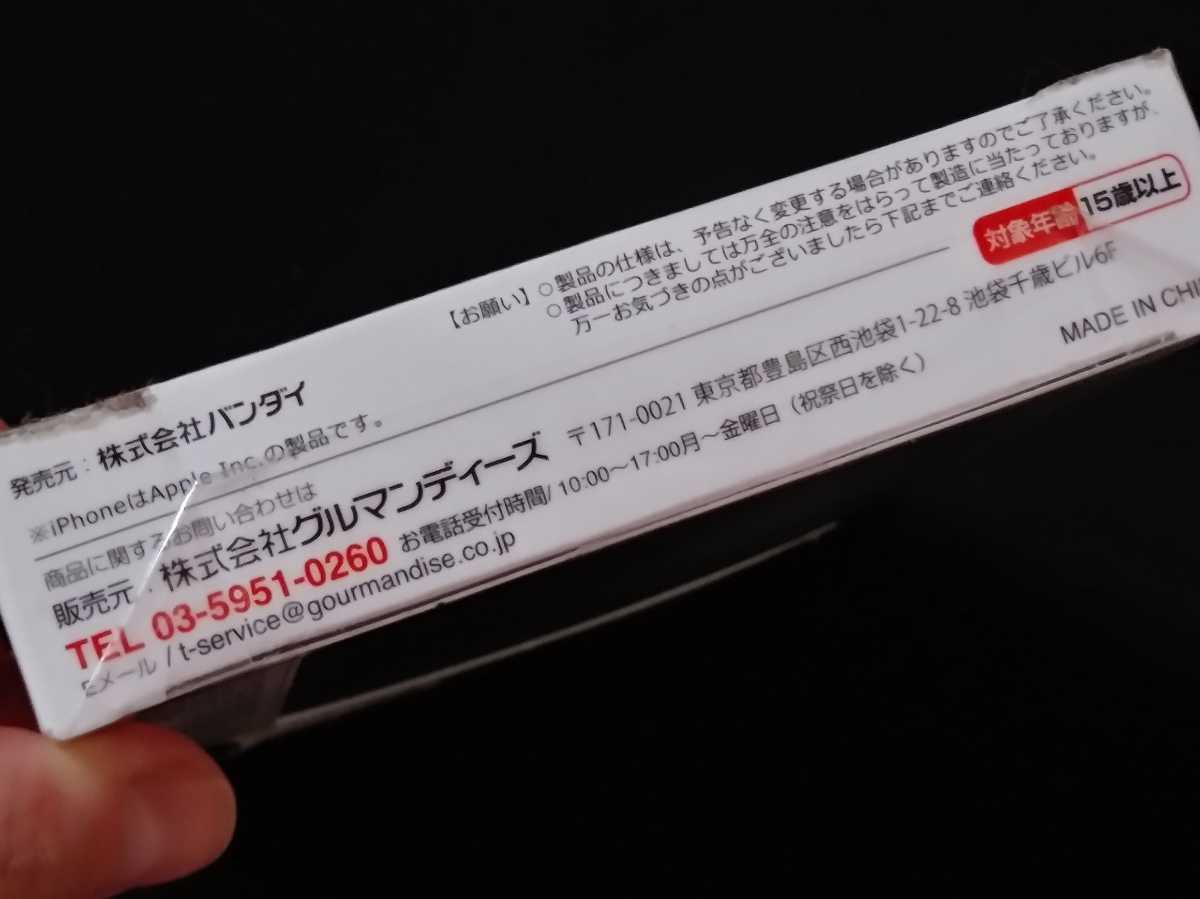 【お願い】○製品の仕様は、予告なく変更する場合がありますのでご了承ください。
○製品につきましては万全の注意をはらって製造に当たっておりますが、
万一お気づきの点がございましたら下記までご連絡ください。
対象年齢 15歳以上
発売元：株式会社バンダイ
※iPhoneはApple Inc.の製品です。
商品に関するお問い合わせは
販売元：株式会社グルマンディーズ 〒171-0021 東京都豊島区西池袋1-22-8 池袋千歳ビル6F
TEL 03-5951-0260 お電話受付時間/ 10:00～17:00月～金曜日（祝祭日を除く）
Eメール / t-service@gourmandise.co.jp
MADE IN CHI